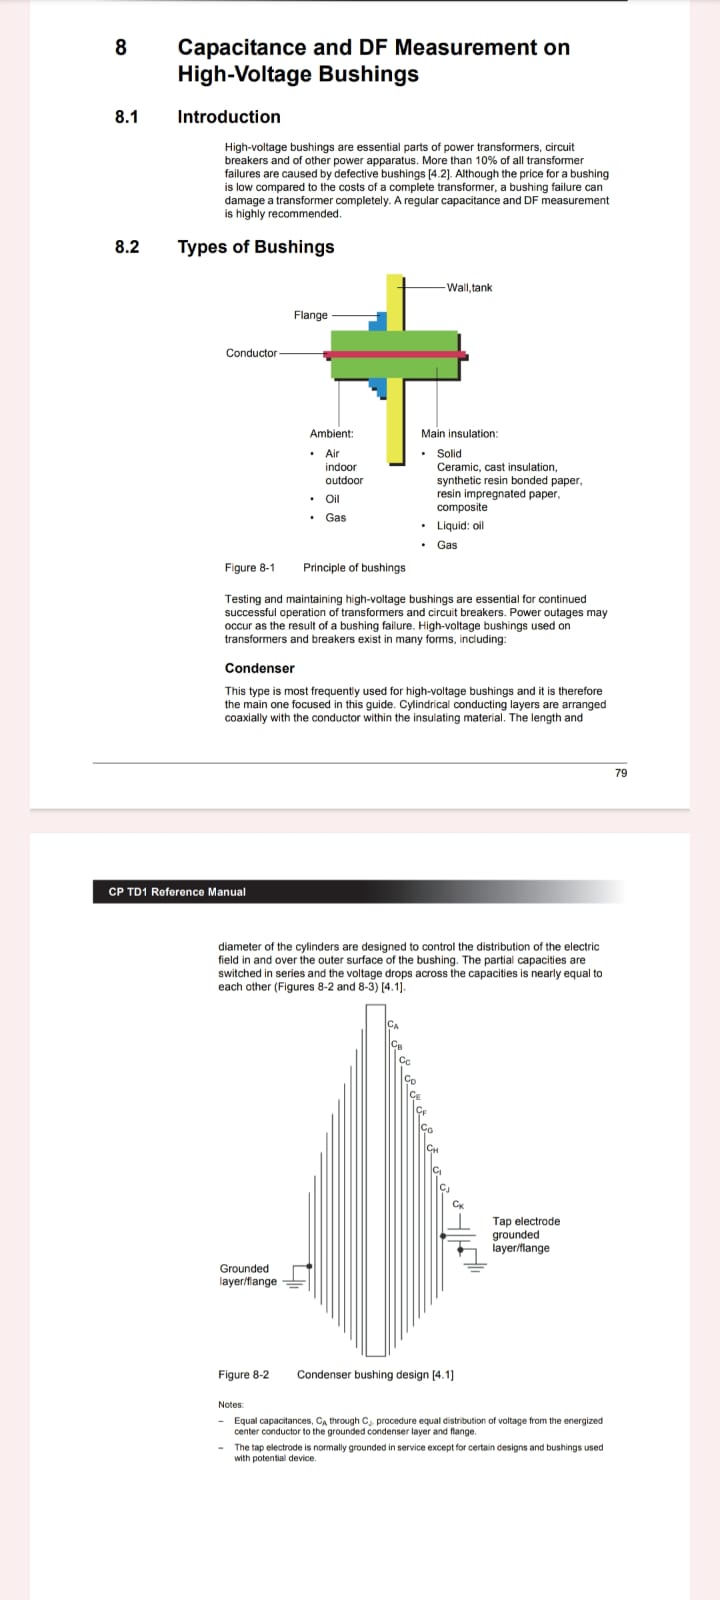 8 Capacitance and DF Measurement on
High-Voltage Bushings
8.1 Introduction
High-voltage bushings are essential parts of power transformers, circuit
breakers and of other power apparatus. More than 10% of all transformer
failures are caused by defective bushings [4.2]. Although the price for a bushing
is low compared to the costs of a complete transformer, a bushing failure can
damage a transformer completely. A regular capacitance and DF measurement
is highly recommended.
8.2 Types of Bushings
Wall,tank
Flange
Conductor
Ambient:
• Air
indoor
outdoor
• Oil
• Gas
Main insulation:
• Solid
Ceramic, cast insulation,
synthetic resin bonded paper,
resin impregnated paper,
composite
• Liquid: oil
• Gas
Figure 8-1 Principle of bushings
Testing and maintaining high-voltage bushings are essential for continued
successful operation of transformers and circuit breakers. Power outages may
occur as the result of a bushing failure. High-voltage bushings used on
transformers and breakers exist in many forms, including:
Condenser
This type is most frequently used for high-voltage bushings and it is therefore
the main one focused in this guide. Cylindrical conducting layers are arranged
coaxially with the conductor within the insulating material. The length and
79
CP TD1 Reference Manual
diameter of the cylinders are designed to control the distribution of the electric
field in and over the outer surface of the bushing. The partial capacities are
switched in series and the voltage drops across the capacities is nearly equal to
each other (Figures 8-2 and 8-3) [4.1].
CA
CB
CC
CD
CE
CF
CG
CH
CI
CJ
CK
Tap electrode
grounded
layer/flange
Grounded
layer/flange
Figure 8-2 Condenser bushing design [4.1]
Notes:
– Equal capacitances, CA through CJ, procedure equal distribution of voltage from the energized
center conductor to the grounded condenser layer and flange.
– The tap electrode is normally grounded in service except for certain designs and bushings used
with potential device.